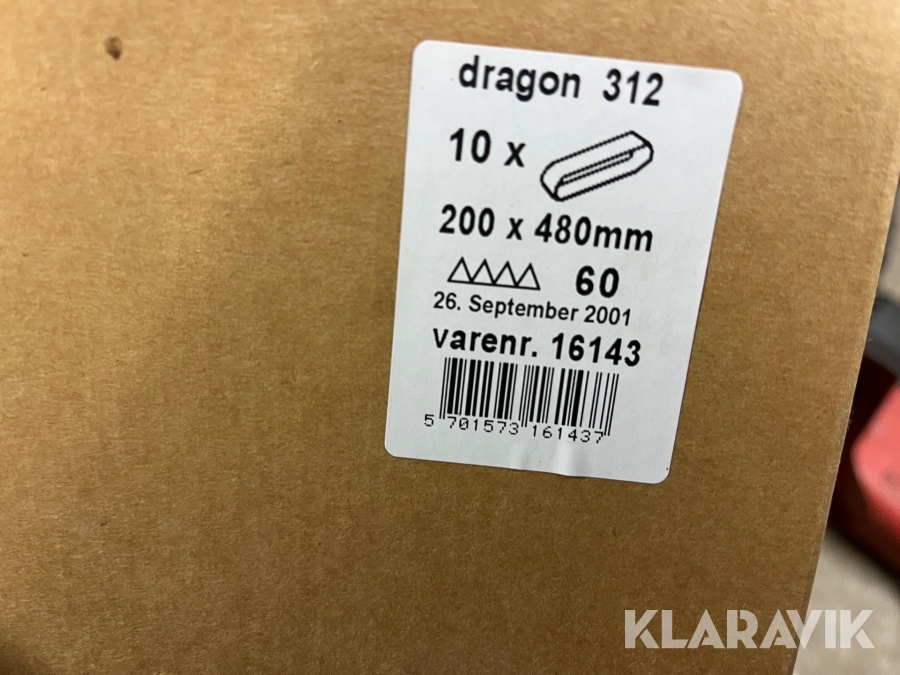 dragon 312
10 x
200 x 480mm
60
26. September 2001
varenr. 16143
5 701573 161437
KLARAVIK